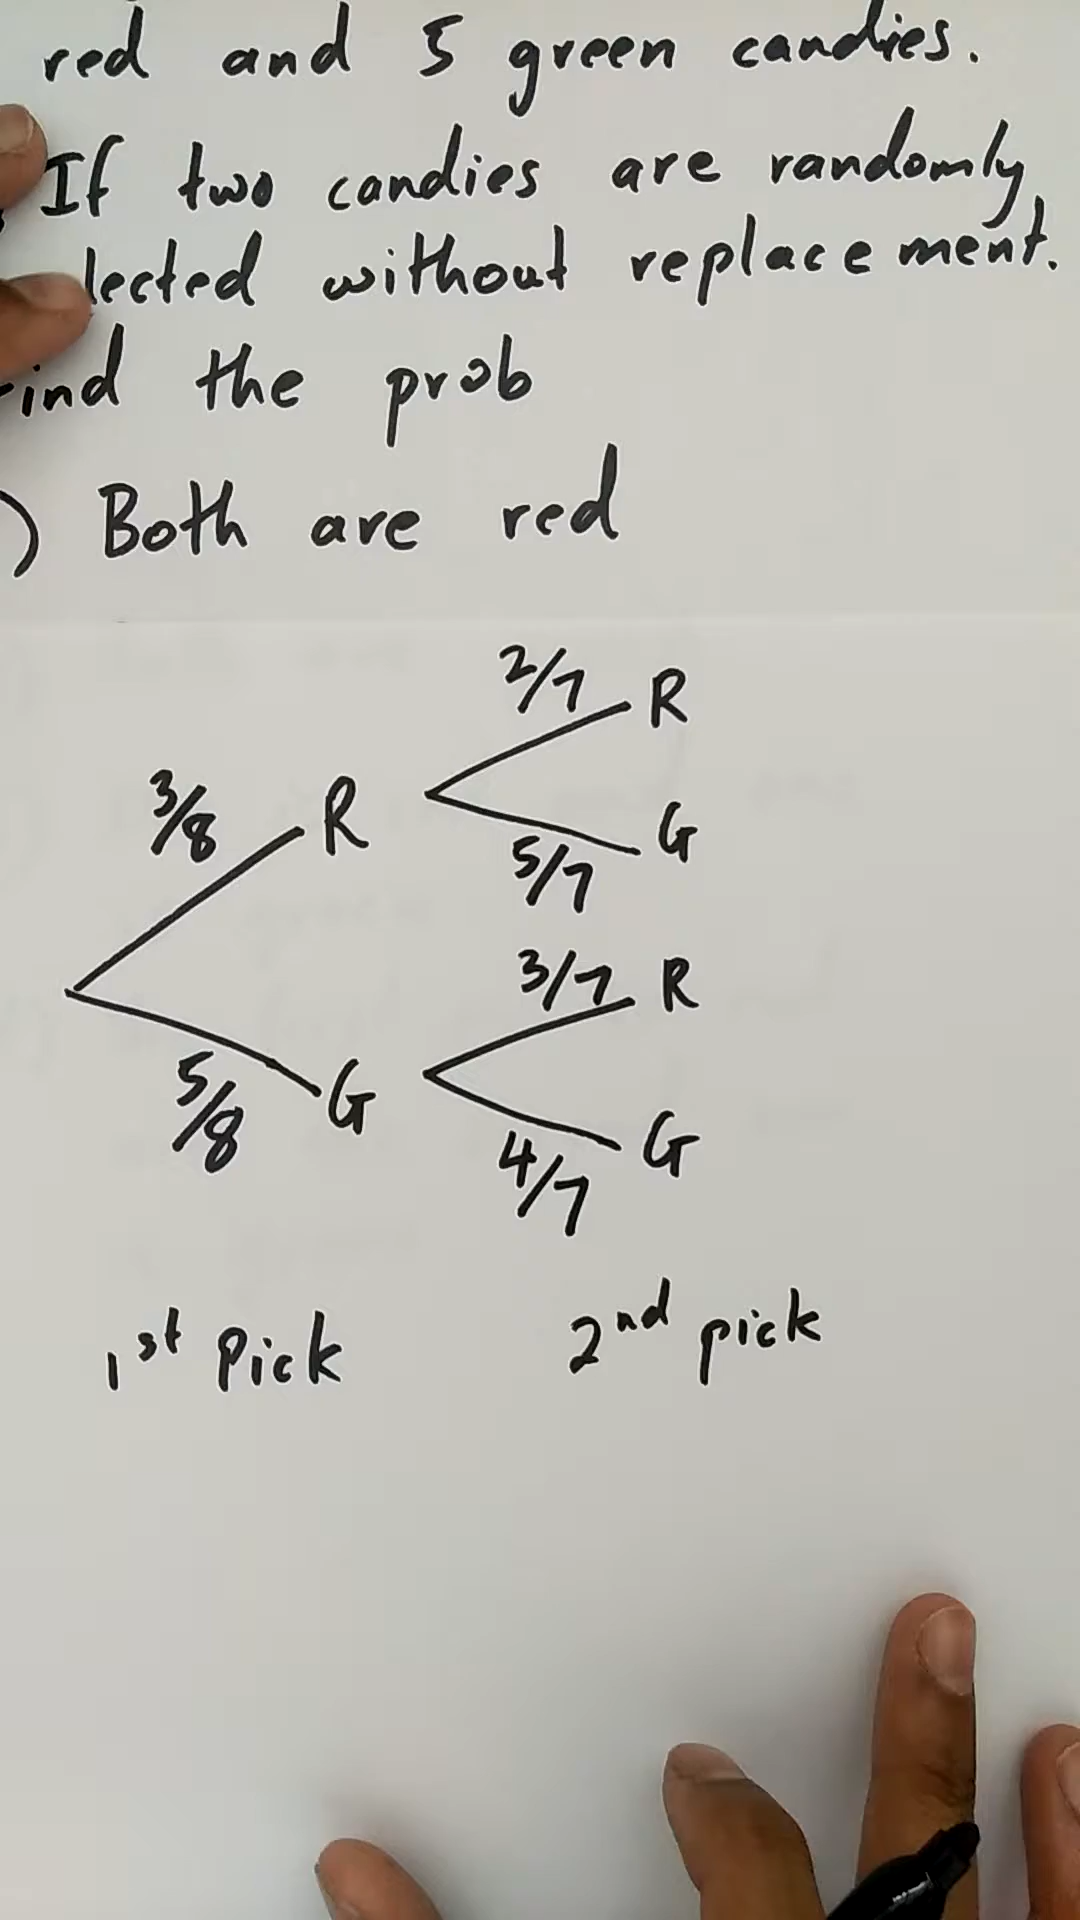 red and 5 green candies.
If two candies are randomly
lected without replacement.
ind the prob
) Both are red
2/7 R
3/8 R
5/7 G
3/7 R
5/8 G
4/7 G
1st Pick 2nd pick